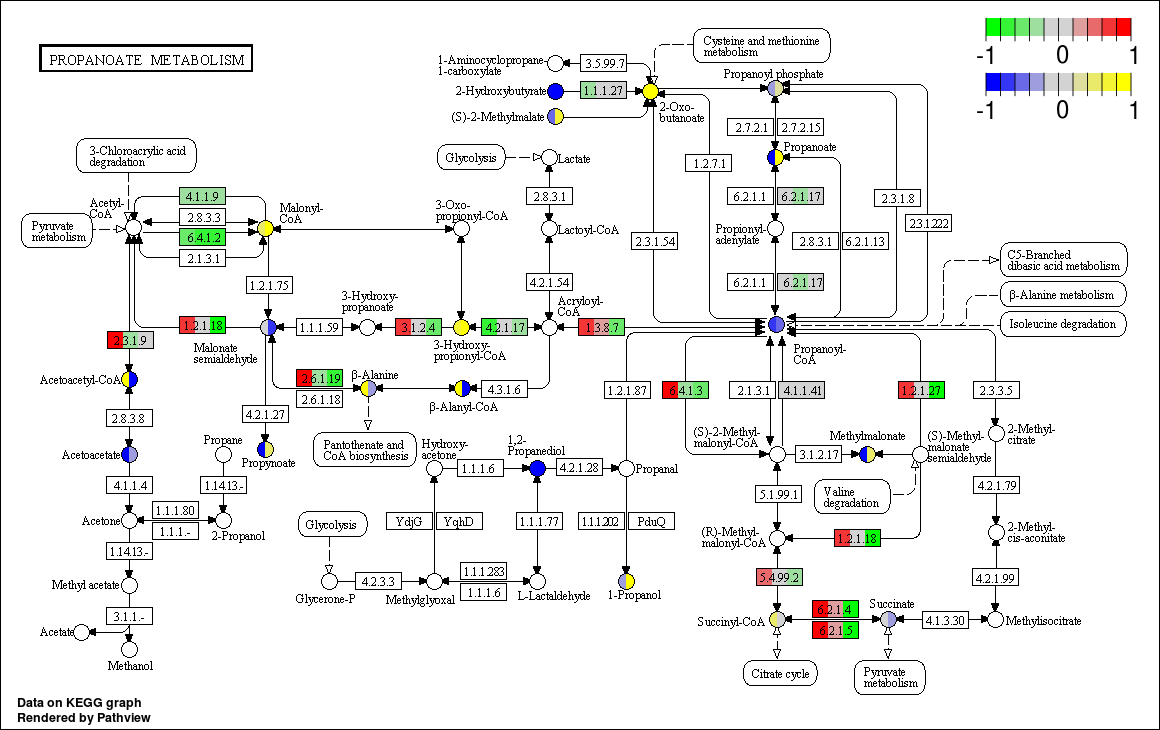 PROPANOATE METABOLISM
-1 0 1
-1 0 1
Cysteine and methionine
metabolism
1-Aminocyclopropane
1-carboxylate
3.5.99.7
2-Hydroxybutyrate
1.1.1.27
(S)-2-Methylmalate
2-Oxo-
butanoate
Propanoyl phosphate
2.7.2.1
2.7.2.15
Propanoate
1.2.7.1
6.2.1.1
6.2.1.17
2.3.1.8
2.3.1.222
3-Chloroacrylic acid
degradation
Glycolysis
Lactate
2.8.3.1
Acetyl-
CoA
4.1.1.9
2.8.3.3
6.4.1.2
2.1.3.1
Malonyl-
CoA
Pyruvate
metabolism
3-Oxo-
propionyl-CoA
Lactoyl-CoA
2.3.1.54
Propionyl-
adenylate
2.8.3.1
6.2.1.13
C5-Branched
dibasic acid metabolism
β-Alanine metabolism
Isoleucine degradation
1.2.1.75
4.2.1.54
6.2.1.1
6.2.1.17
3-Hydroxy-
propanoate
Acryloyl-
CoA
1.2.1.18
1.1.1.59
3.1.2.4
4.2.1.17
1.3.8.7
2.3.1.9
Malonate
semialdehyde
3-Hydroxy-
propionyl-CoA
Propanoyl-
CoA
Acetoacetyl-CoA
2.6.1.19
2.6.1.18
β-Alanine
4.3.1.6
β-Alanyl-CoA
1.2.1.87
6.4.1.3
2.1.3.1
4.1.1.41
1.2.1.27
2.3.3.5
2.8.3.8
4.2.1.27
Pantothenate and
CoA biosynthesis
Propane
Hydroxy-
acetone
1,2-
Propanediol
(S)-2-Methyl-
malonyl-CoA
Methylmalonate
(S)-Methyl-
malonate
semialdehyde
2-Methyl-
citrate
Acetoacetate
Propynoate
1.1.1.6
4.2.1.28
Propanal
3.1.2.17
4.1.1.4
1.14.13.-
5.1.99.1
Valine
degradation
4.2.1.79
Acetone
1.1.1.80
1.1.1.-
2-Propanol
Glycolysis
YdjG
YqhD
1.1.1.77
1.1.1.202
PduQ
(R)-Methyl-
malonyl-CoA
1.2.1.18
2-Methyl-
cis-aconitate
1.14.13.-
Methyl acetate
Glycerone-P
4.2.3.3
Methylglyoxal
1.1.1.283
1.1.1.6
L-Lactaldehyde
1-Propanol
5.4.99.2
4.2.1.99
3.1.1.-
Acetate
Methanol
Succinyl-CoA
6.2.1.4
6.2.1.5
Succinate
4.1.3.30
Methylisocitrate
Citrate cycle
Pyruvate
metabolism
Data on KEGG graph
Rendered by Pathview